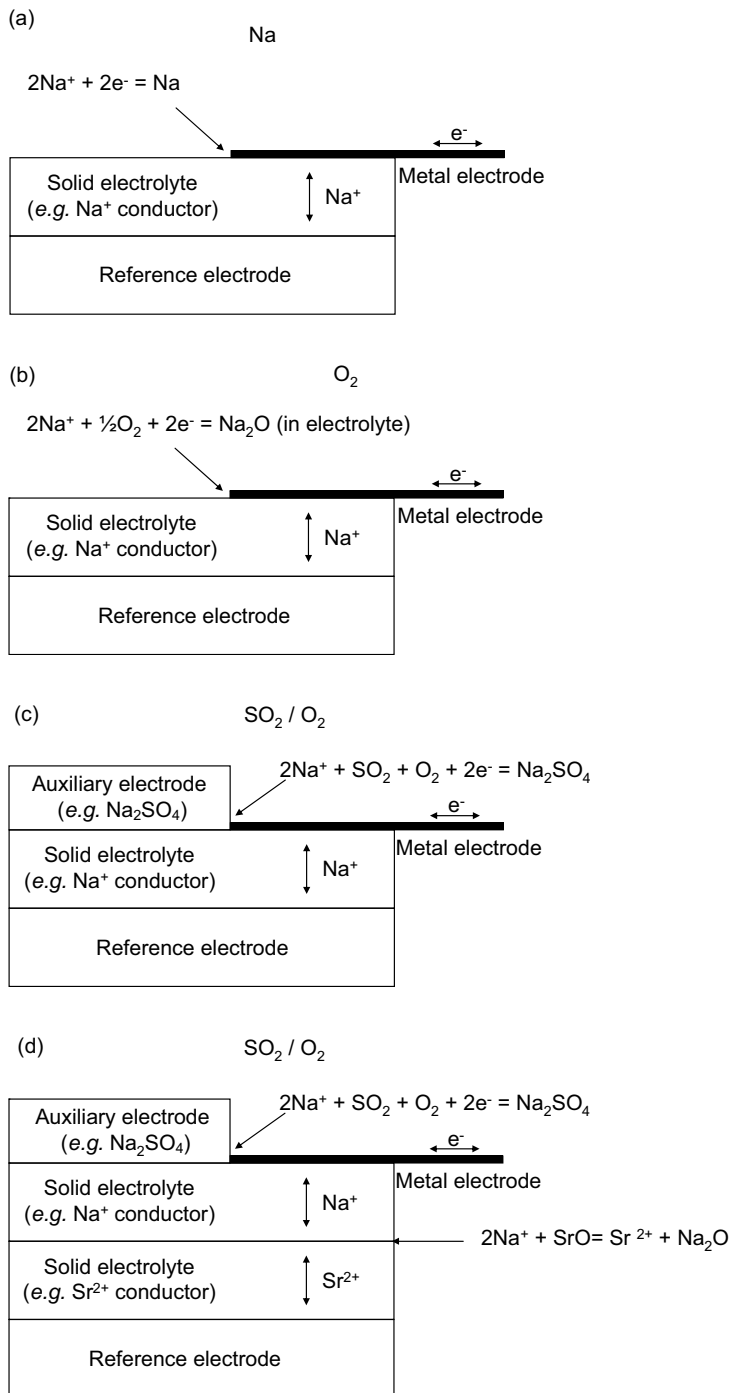 (a)
Na
2Na⁺ + 2e⁻ = Na
e⁻
Metal electrode
Solid electrolyte
(e.g. Na⁺ conductor)
Na⁺
Reference electrode
(b)
O₂
2Na⁺ + ½O₂ + 2e⁻ = Na₂O (in electrolyte)
e⁻
Metal electrode
Solid electrolyte
(e.g. Na⁺ conductor)
Na⁺
Reference electrode
(c)
SO₂ / O₂
2Na⁺ + SO₂ + O₂ + 2e⁻ = Na₂SO₄
Auxiliary electrode
(e.g. Na₂SO₄)
e⁻
Metal electrode
Solid electrolyte
(e.g. Na⁺ conductor)
Na⁺
Reference electrode
(d)
SO₂ / O₂
2Na⁺ + SO₂ + O₂ + 2e⁻ = Na₂SO₄
Auxiliary electrode
(e.g. Na₂SO₄)
e⁻
Metal electrode
Solid electrolyte
(e.g. Na⁺ conductor)
Na⁺
2Na⁺ + SrO= Sr ²⁺ + Na₂O
Solid electrolyte
(e.g. Sr²⁺ conductor)
Sr²⁺
Reference electrode